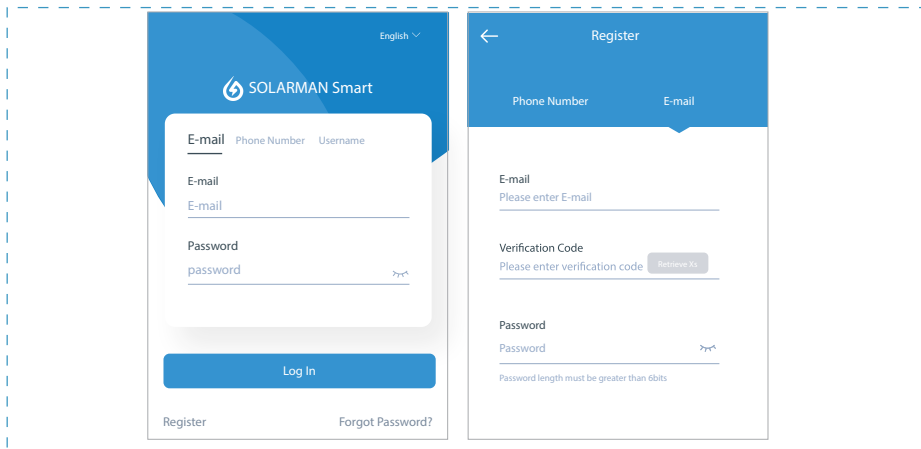 English
SOLARMAN Smart
E-mail Phone Number Username
E-mail
E-mail
Password
password
Log In
Register Forgot Password?
Register
Phone Number E-mail
E-mail
Please enter E-mail
Verification Code
Please enter verification code Retrieve Xs
Password
Password
Password length must be greater than 6bits